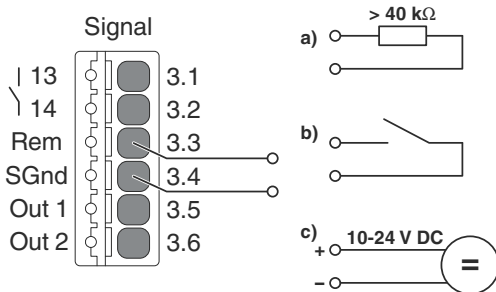 Signal
13 3.1
14 3.2
Rem 3.3
SGnd 3.4
Out 1 3.5
Out 2 3.6
a) > 40 kΩ
b)
c) + 10-24 V DC =
−